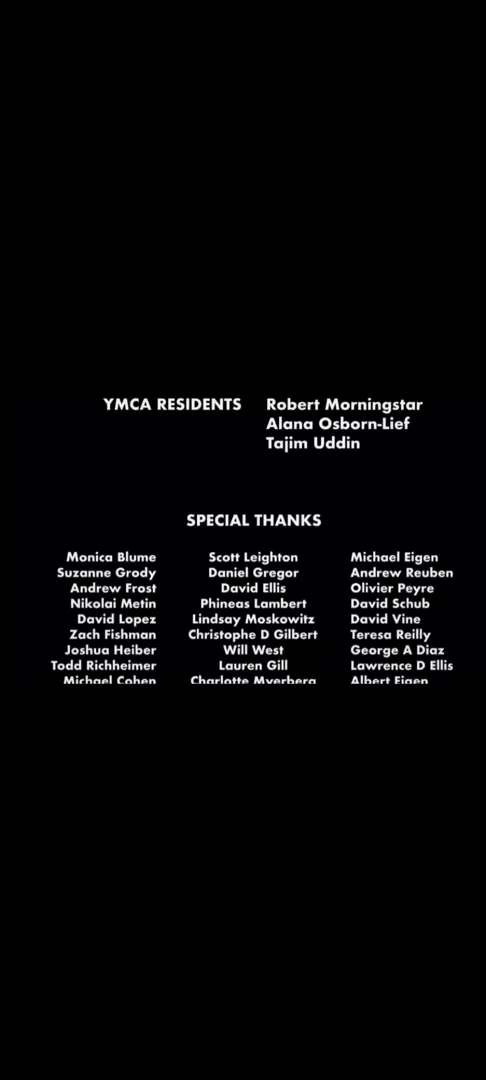 YMCA RESIDENTS Robert Morningstar
Alana Osborn-Lief
Tajim Uddin
SPECIAL THANKS
Monica Blume Scott Leighton Michael Eigen
Suzanne Grody Daniel Gregor Andrew Reuben
Andrew Frost David Ellis Olivier Peyre
Nikolai Metin Phineas Lambert David Schub
David Lopez Lindsay Moskowitz David Vine
Zach Fishman Christophe D Gilbert Teresa Reilly
Joshua Heiber Will West George A Diaz
Todd Richheimer Lauren Gill Lawrence D Ellis
Michael Cohen Charlotte Myerberg Albert Eigen